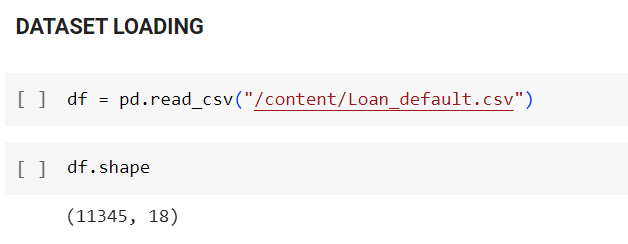 DATASET LOADING
[ ] df = pd.read_csv("/content/Loan_default.csv")
[ ] df.shape
(11345, 18)